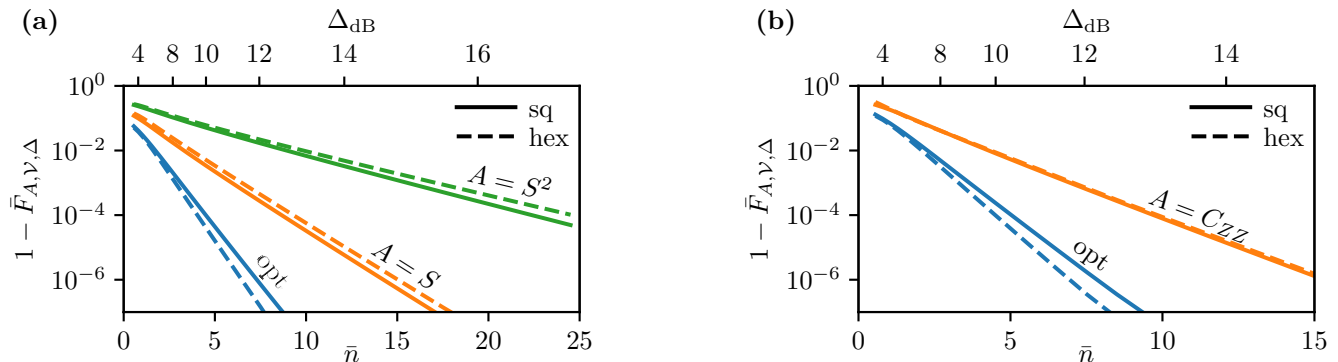 (a)
Δ_dB
4 8 10 12 14 16
10^0
10^−2
10^−4
10^−6
1 − F̄_{A,𝒱,Δ}
sq
hex
A = S²
A = S
opt
0 5 10 15 20 25
n̄
(b)
Δ_dB
4 8 10 12 14
10^0
10^−2
10^−4
10^−6
1 − F̄_{A,𝒱,Δ}
sq
hex
A = C_ZZ
opt
0 5 10 15
n̄